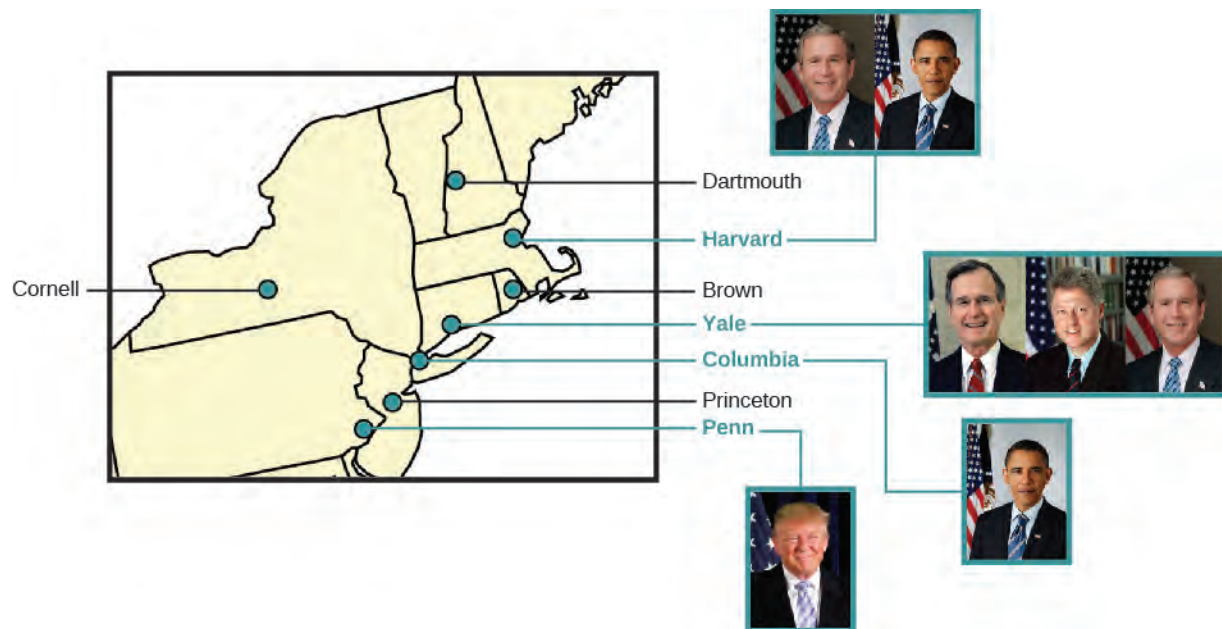 Dartmouth
Harvard
Cornell
Brown
Yale
Columbia
Princeton
Penn